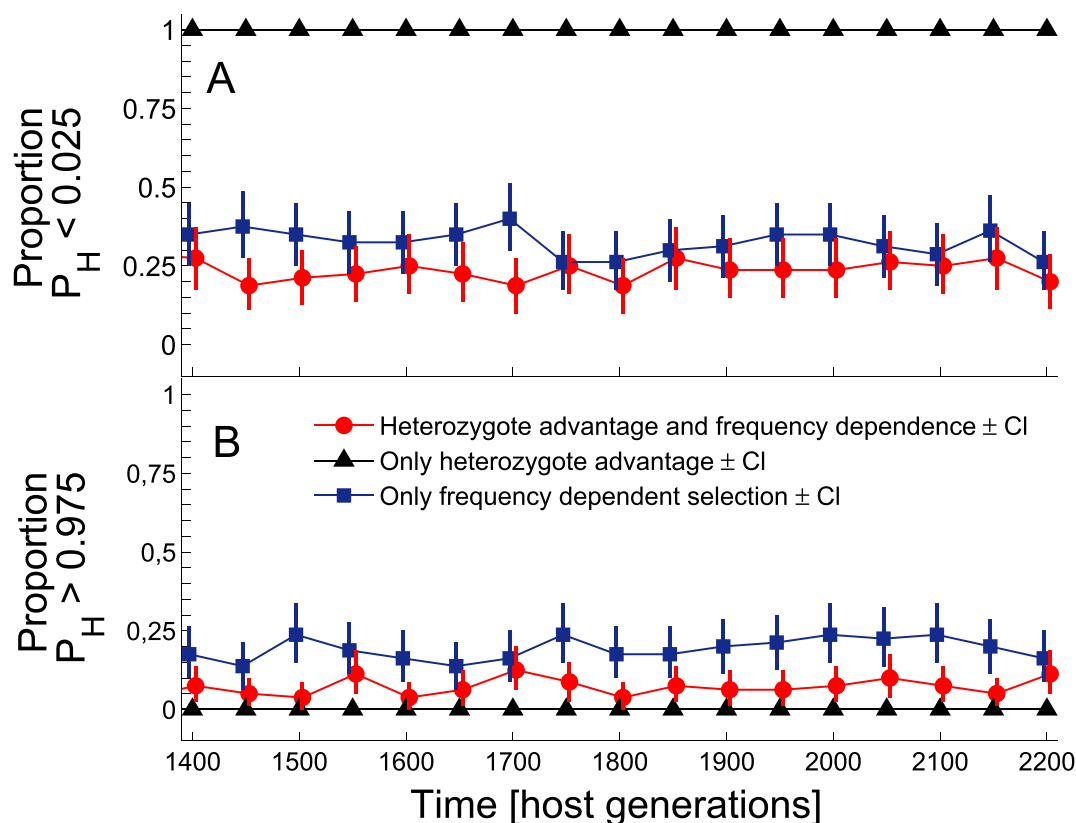 A
Proportion
P_H < 0.025
1
0.75
0.5
0.25
0
B
Proportion
P_H > 0.975
1
0.75
0,5
0,25
0
Heterozygote advantage and frequency dependence ± CI
Only heterozygote advantage ± CI
Only frequency dependent selection ± CI
1400 1500 1600 1700 1800 1900 2000 2100 2200
Time [host generations]